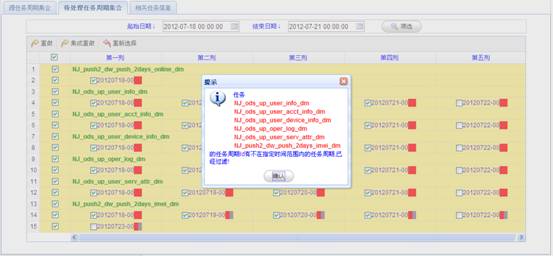 理任务周期集合 待处理任务周期集合 相关任务信息
起始日期： 2012-07-18 00:00:00 结束日期： 2012-07-21 00:00:00 筛选
重做 集成重做 重新选择
第一列 第二列 第三列 第四列 第五列
1 NJ_push2_dw_push_2days_online_dm
2 20120718-00
3 NJ_ods_up_user_info_dm
4 20120718-00 20120721-00 20120722-00
5 NJ_ods_up_user_acct_info_dm
6 20120718-00 20120721-00 20120722-00
7 NJ_ods_up_user_device_info_dm
8 20120718-00 20120721-00 20120722-00
9 NJ_ods_up_oper_log_dm
10 20120718-00 20120721-00 20120722-00
11 NJ_ods_up_user_serv_attr_dm
12 20120718-00 20120719-00 20120720-00 20120721-00 20120722-00
13 NJ_push2_dw_push_2days_imei_dm
14 20120718-00 20120719-00 20120720-00 20120721-00 20120722-00
15 20120723-00
提示
任务
NJ_ods_up_user_info_dm
NJ_ods_up_user_acct_info_dm
NJ_ods_up_user_device_info_dm
NJ_ods_up_oper_log_dm
NJ_ods_up_user_serv_attr_dm
NJ_push2_dw_push_2days_imei_dm
的任务周期id有不在指定时间范围内的任务周期,已
经过滤!
确认